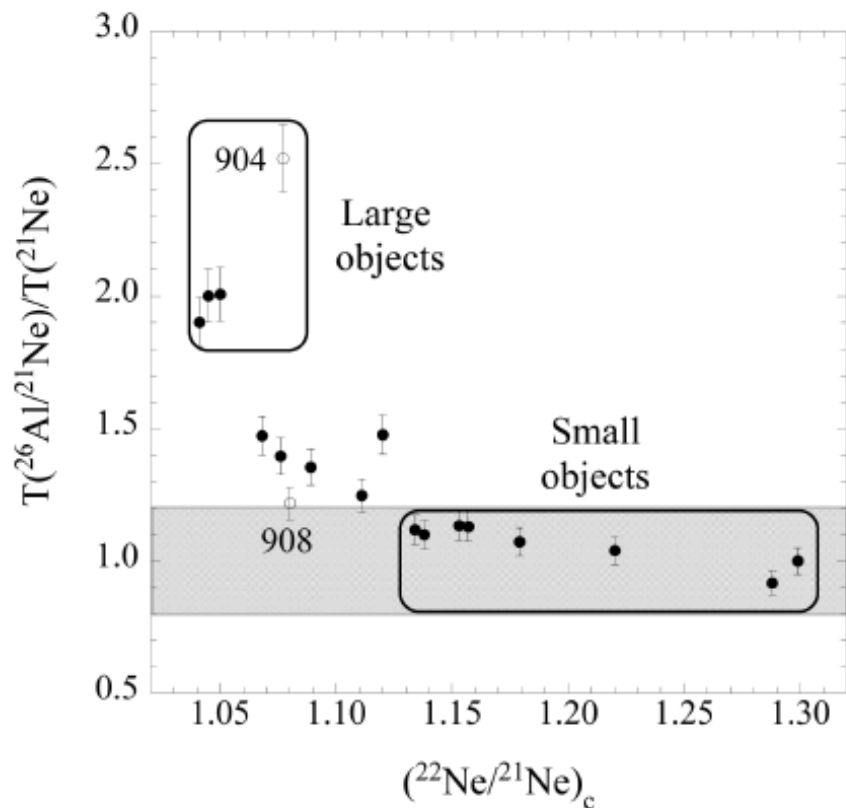 3.0
2.5
2.0
1.5
1.0
0.5
T(²⁶Al/²¹Ne)/T(²¹Ne)
904
Large
objects
Small
objects
908
1.05 1.10 1.15 1.20 1.25 1.30
(²²Ne/²¹Ne)c